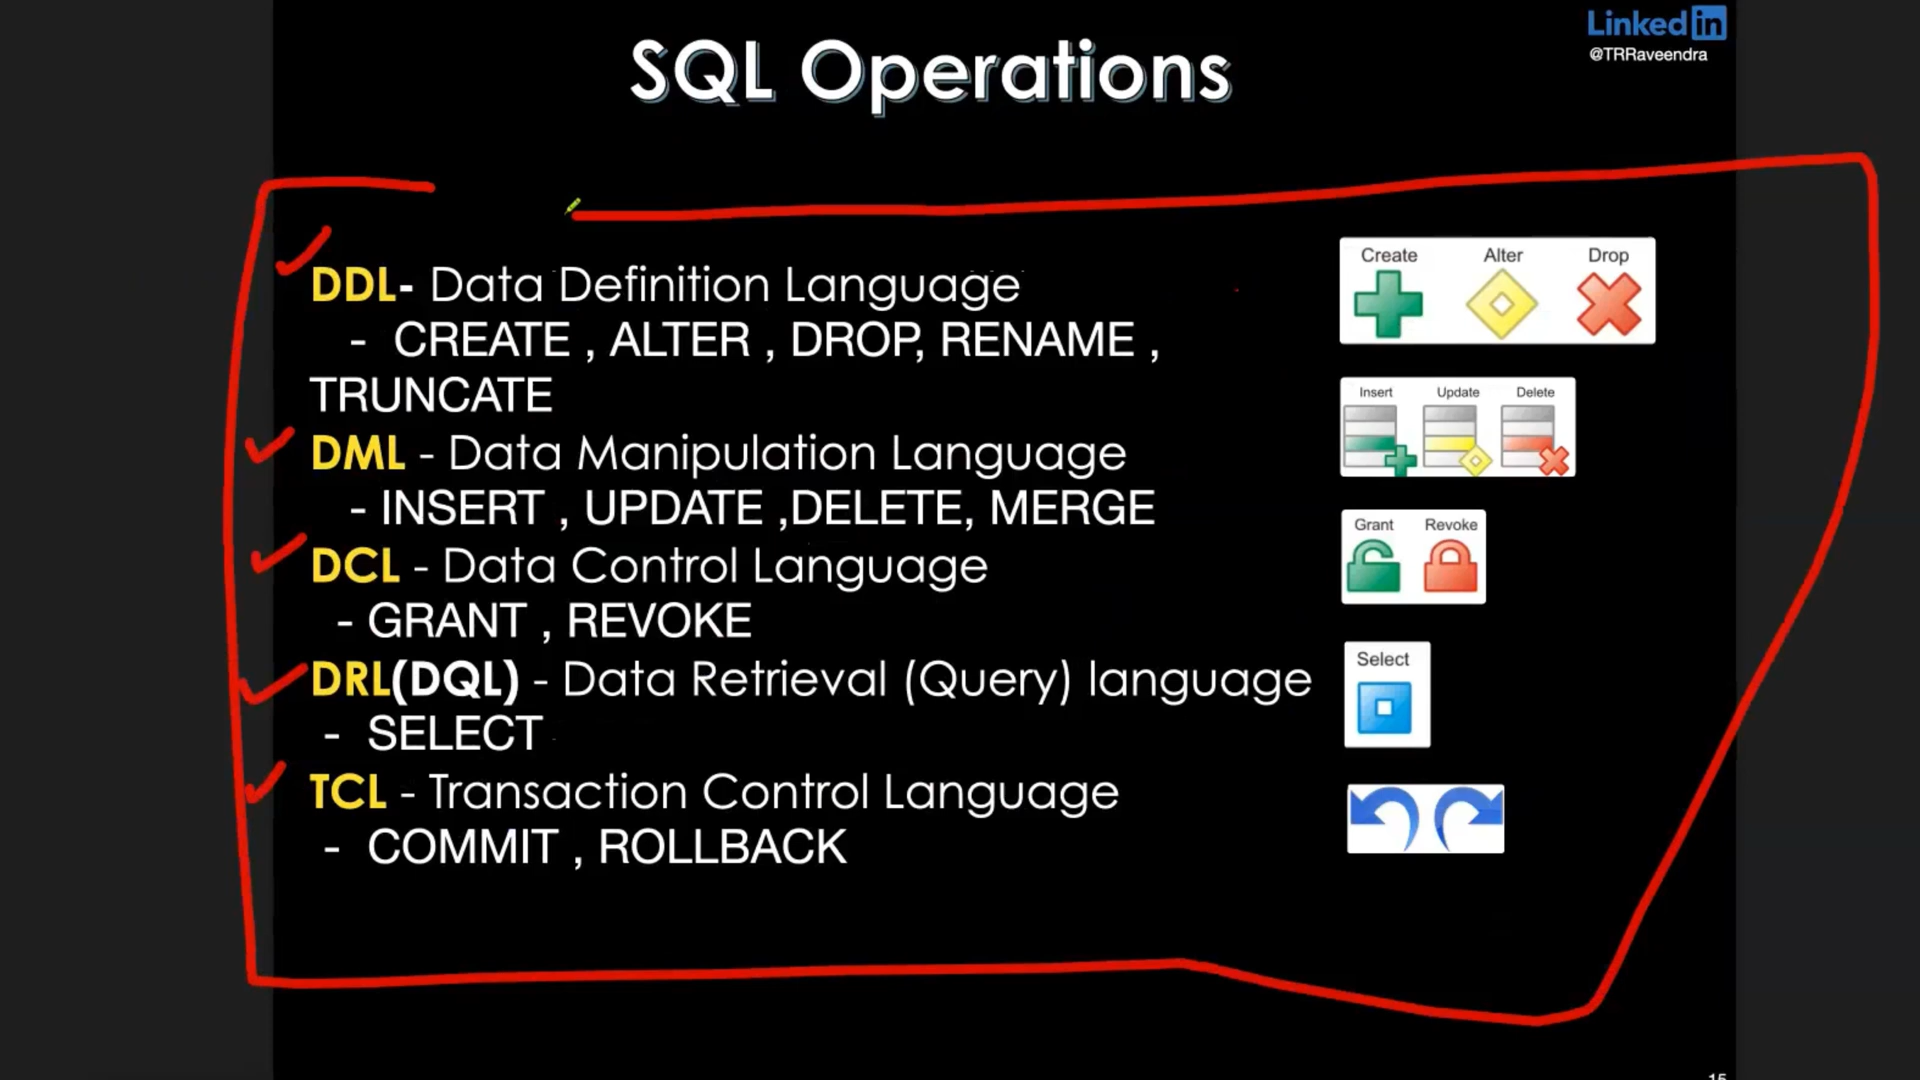 Linked in
@TRRaveendra
SQL Operations
DDL- Data Definition Language
- CREATE , ALTER , DROP, RENAME ,
TRUNCATE
DML - Data Manipulation Language
- INSERT , UPDATE ,DELETE, MERGE
DCL - Data Control Language
- GRANT , REVOKE
DRL(DQL) - Data Retrieval (Query) language
- SELECT
TCL - Transaction Control Language
- COMMIT , ROLLBACK
Create Alter Drop
Insert Update Delete
Grant Revoke
Select